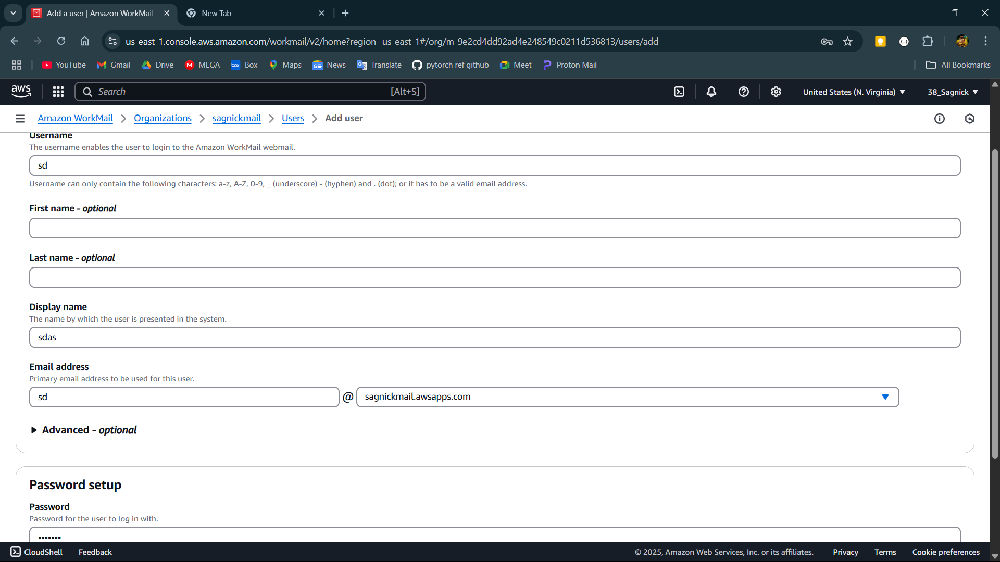 Add a user | Amazon WorkMail
New Tab
us-east-1.console.aws.amazon.com/workmail/v2/home?region=us-east-1#/org/m-9e2cd4dd92ad4e248549c0211d536813/users/add
YouTube Gmail Drive MEGA Box Maps News Translate pytorch ref github Meet Proton Mail All Bookmarks
aws Search [Alt+S] United States (N. Virginia) 38_Sagnick
Amazon WorkMail Organizations sagnickmail Users Add user
Username
The username enables the user to login to the Amazon WorkMail webmail.
sd
Username can only contain the following characters: a-z, A-Z, 0-9, _ (underscore) - (hyphen) and . (dot); or it has to be a valid email address.
First name - optional
Last name - optional
Display name
The name by which the user is presented in the system.
sdas
Email address
Primary email address to be used for this user.
sd @ sagnickmail.awsapps.com
Advanced - optional
Password setup
Password
Password for the user to log in with.
•••••••
CloudShell Feedback © 2025, Amazon Web Services, Inc. or its affiliates. Privacy Terms Cookie preferences